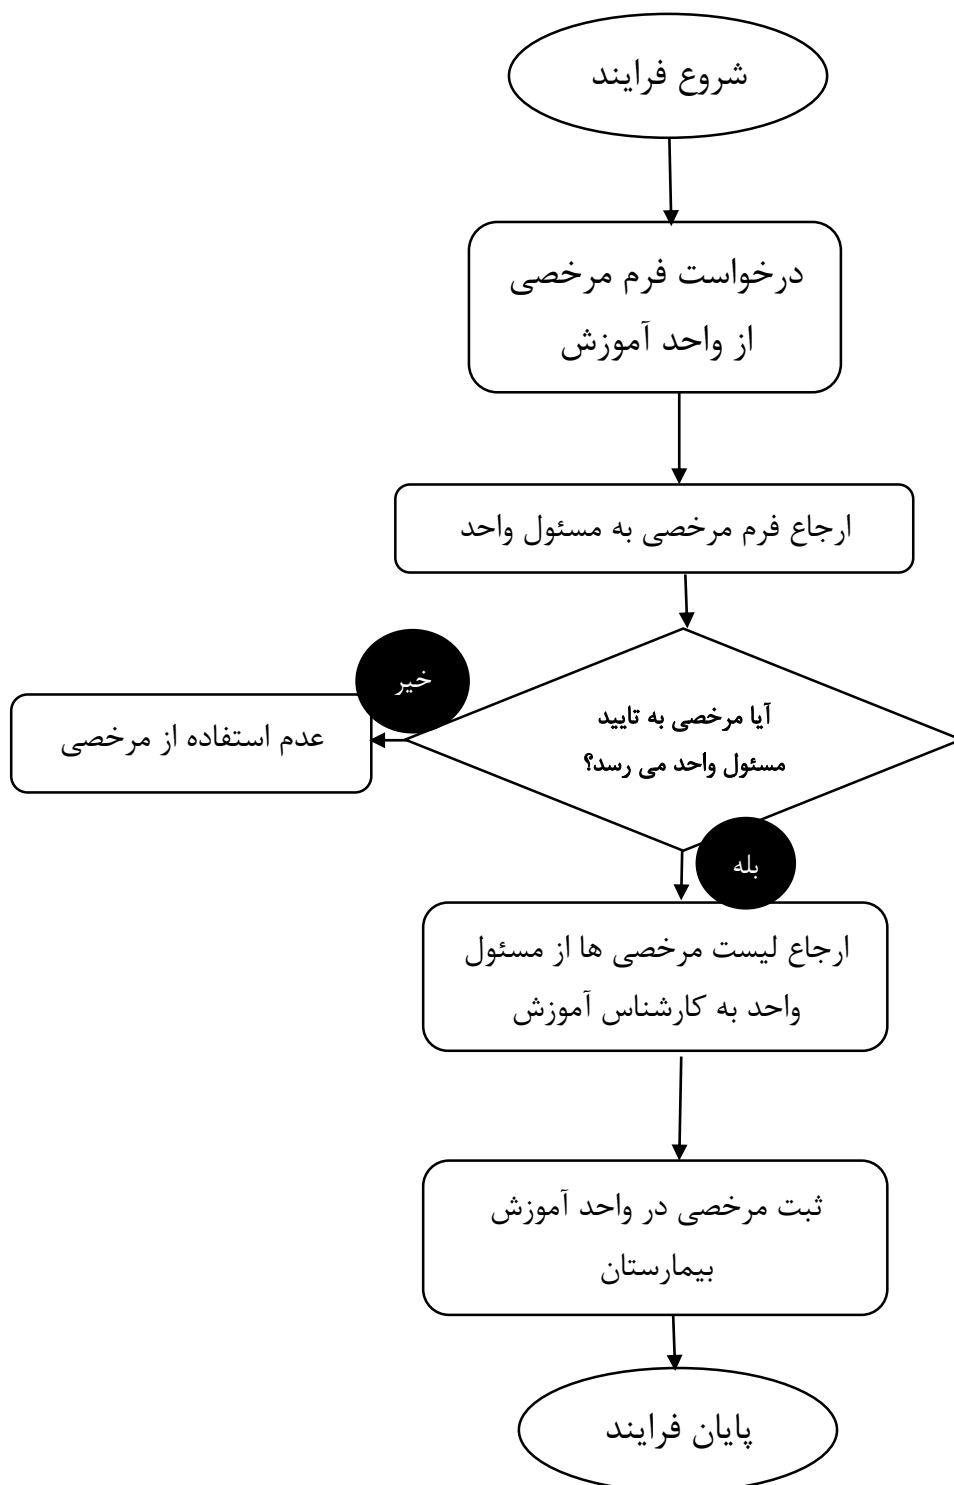 شروع فرایند
درخواست فرم مرخصی
از واحد آموزش
ارجاع فرم مرخصی به مسئول واحد
آیا مرخصی به تایید
مسئول واحد می رسد؟
خیر
عدم استفاده از مرخصی
بله
ارجاع لیست مرخصی ها از مسئول
واحد به کارشناس آموزش
ثبت مرخصی در واحد آموزش
بیمارستان
پایان فرایند